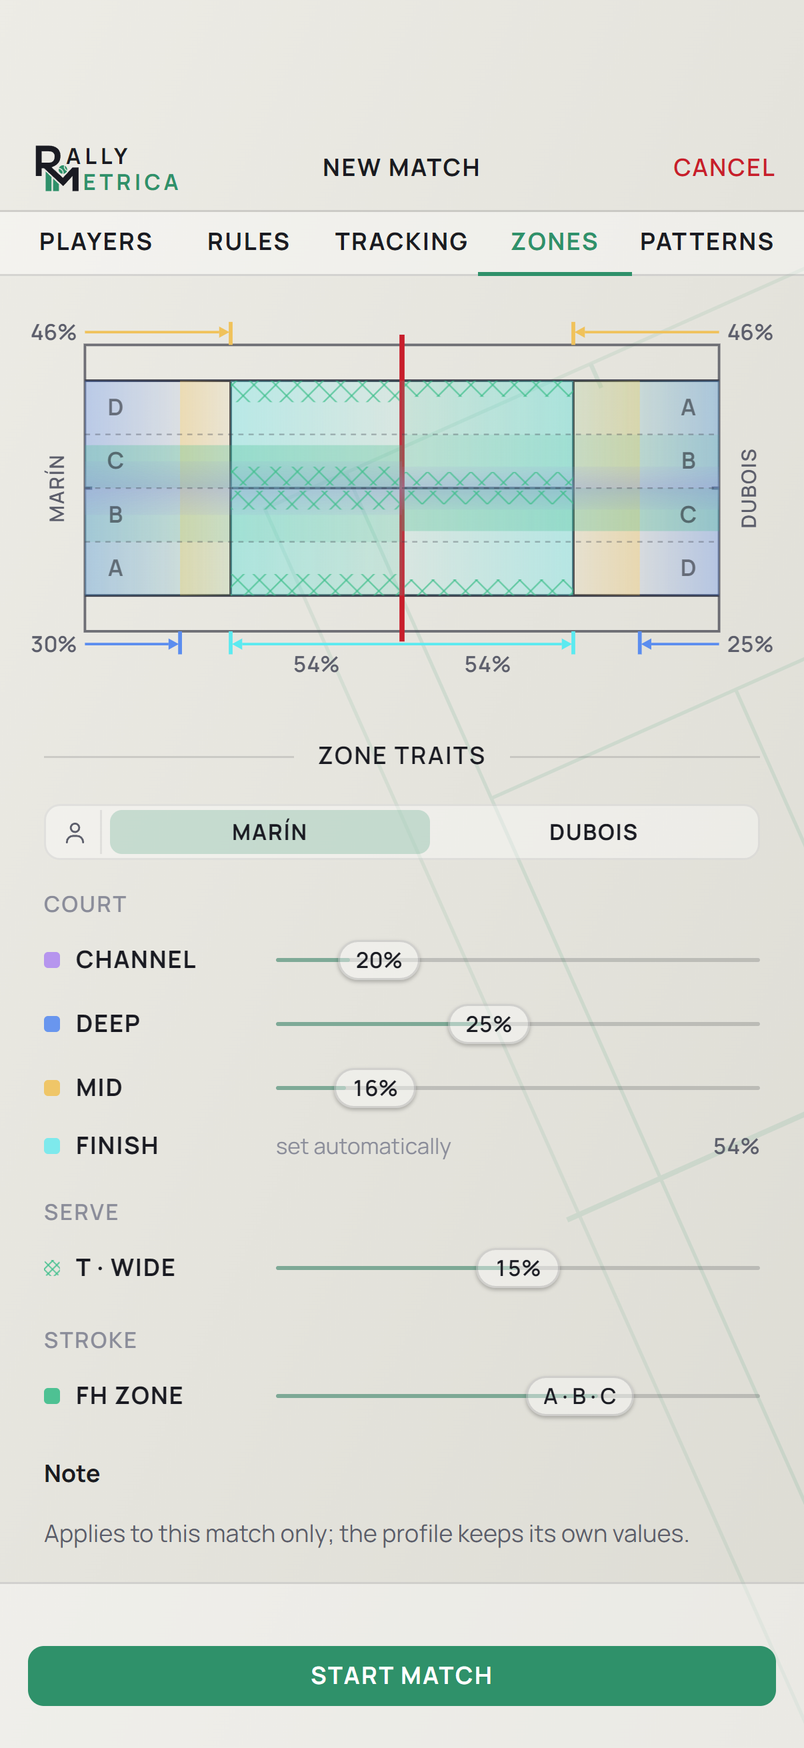 RALLY
METRICA
NEW MATCH
CANCEL
PLAYERS
RULES
TRACKING
ZONES
PATTERNS
46%
46%
D
A
C
B
MARÍN
DUBOIS
B
C
A
D
30%
25%
54%
54%
ZONE TRAITS
MARÍN
DUBOIS
COURT
CHANNEL
20%
DEEP
25%
MID
16%
FINISH
set automatically
54%
SERVE
T · WIDE
15%
STROKE
FH ZONE
A · B · C
Note
Applies to this match only; the profile keeps its own values.
START MATCH